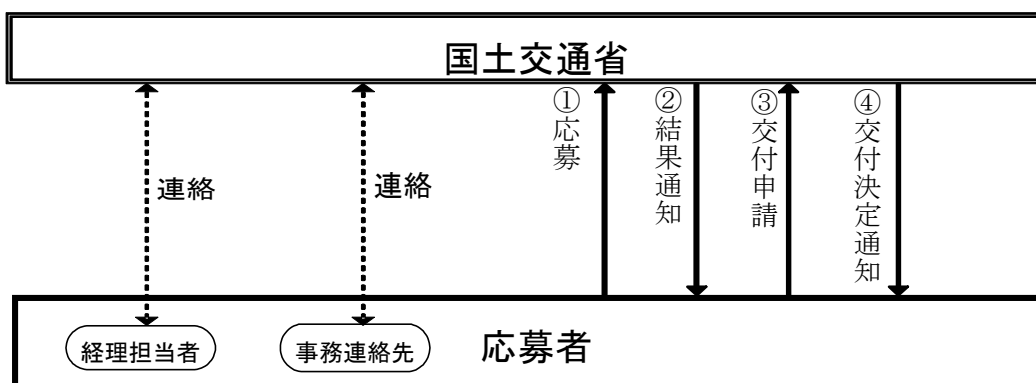 国土交通省
連絡
連絡
①応募
②結果通知
③交付申請
④交付決定通知
経理担当者
事務連絡先
応募者